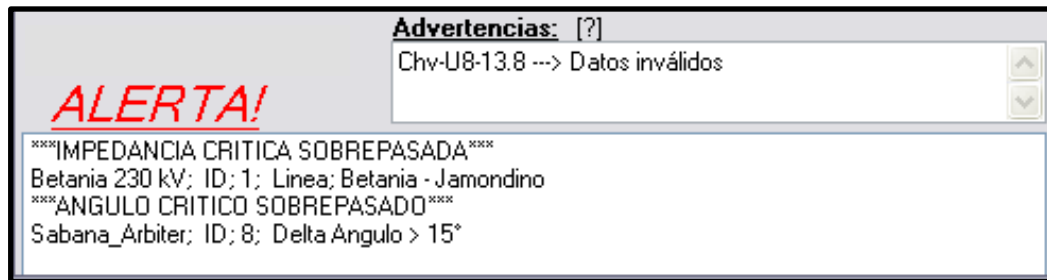 Advertencias: [?]
Chv-U8-13.8 ---> Datos inválidos
ALERTA!
***IMPEDANCIA CRITICA SOBREPASADA***
Betania 230 kV; ID; 1; Linea; Betania - Jamondino
***ANGULO CRITICO SOBREPASADO***
Sabana_Arbiter; ID; 8; Delta Angulo > 15°